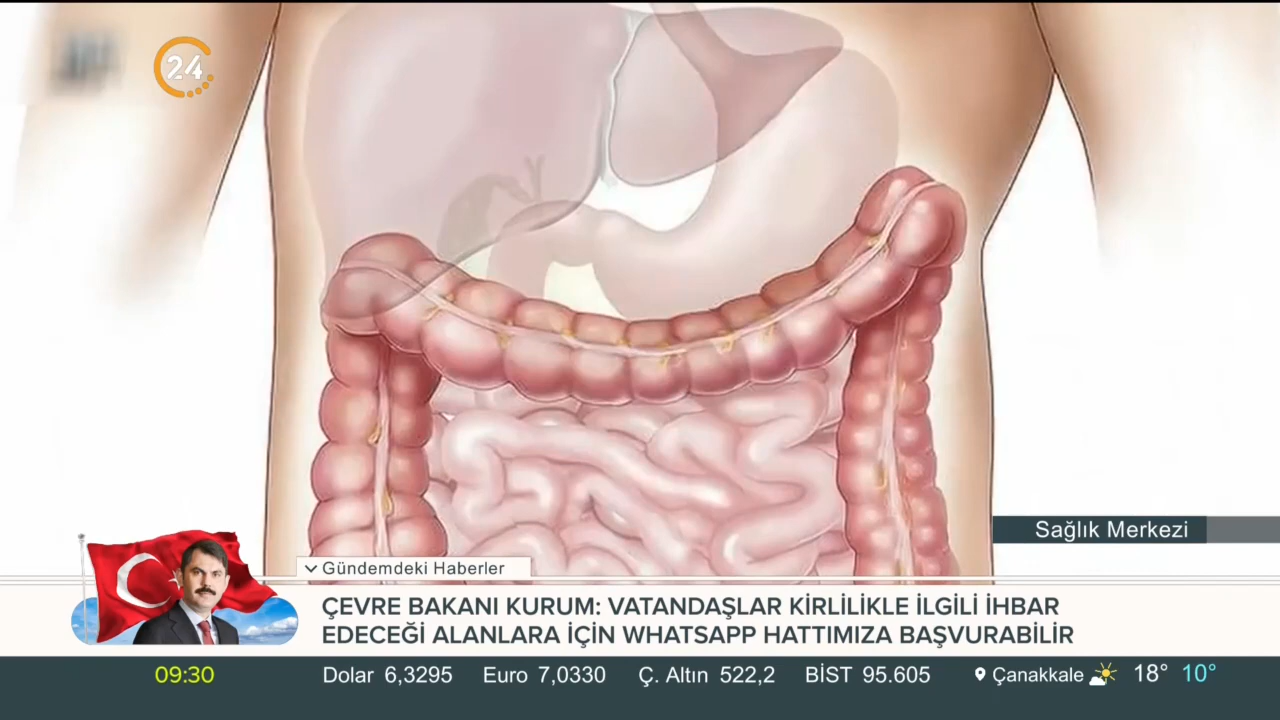 24
Sağlık Merkezi
Gündemdeki Haberler
ÇEVRE BAKANI KURUM: VATANDAŞLAR KİRLİLİKLE İLGİLİ İHBAR
EDECEĞİ ALANLARA İÇİN WHATSAPP HATTIMIZA BAŞVURABİLİR
09:30 Dolar 6,3295 Euro 7,0330 Ç. Altın 522,2 BİST 95.605 Çanakkale 18° 10°